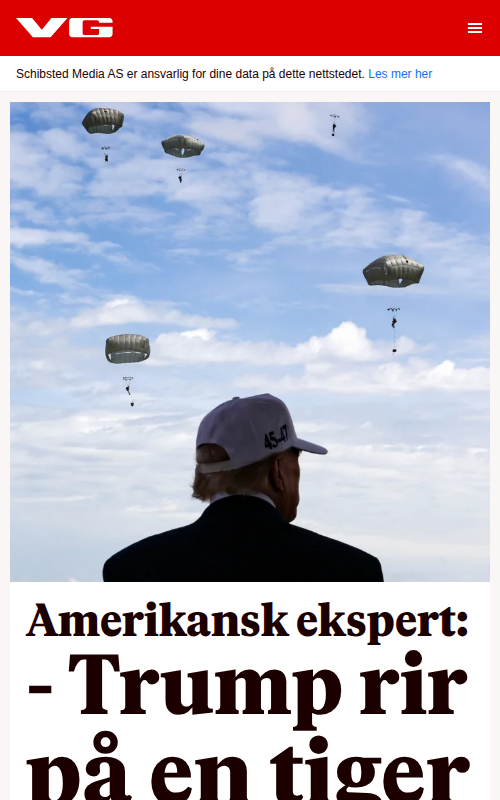 VG
Schibsted Media AS er ansvarlig for dine data på dette nettstedet. Les mer her
45-47
Amerikansk ekspert:
- Trump rir
på en tiger